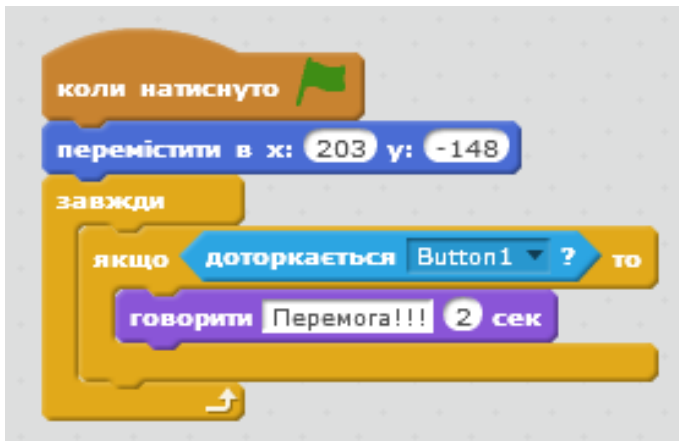 коли натиснуто
перемістити в x: 203 y: -148
завжди
якщо доторкається Button1 ? то
говорити Перемога!!! 2 сек